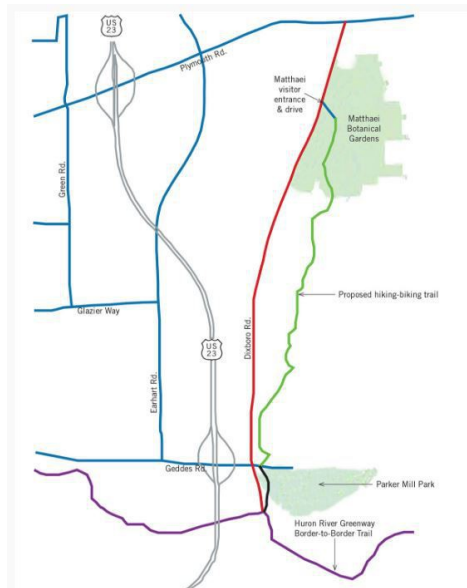 US
23
Plymouth Rd.
Matthaei
visitor
entrance
& drive
Matthaei
Botanical
Gardens
Green Rd.
Proposed hiking-biking trail
Glazier Way
US
23
Dixboro Rd.
Earhart Rd.
Geddes Rd.
Parker Mill Park
Huron River Greenway
Border-to-Border Trail